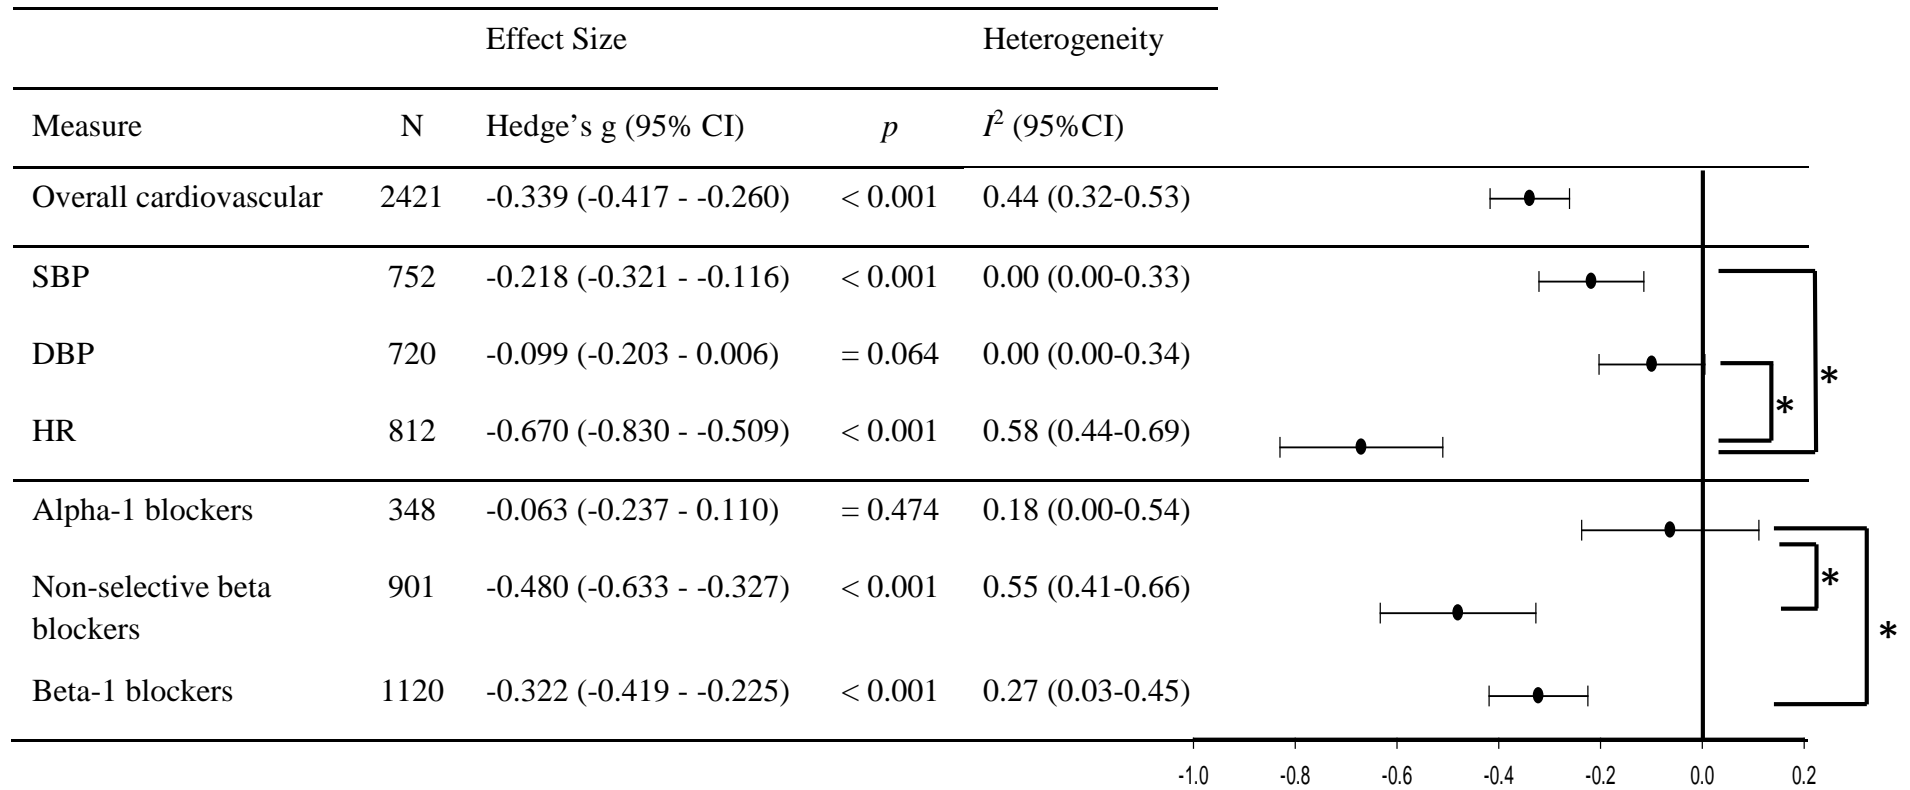 Effect Size Heterogeneity
Measure N Hedge’s g (95% CI) p I² (95%CI)
Overall cardiovascular 2421 -0.339 (-0.417 - -0.260) < 0.001 0.44 (0.32-0.53)
SBP 752 -0.218 (-0.321 - -0.116) < 0.001 0.00 (0.00-0.33)
DBP 720 -0.099 (-0.203 - 0.006) = 0.064 0.00 (0.00-0.34)
*
*
HR 812 -0.670 (-0.830 - -0.509) < 0.001 0.58 (0.44-0.69)
Alpha-1 blockers 348 -0.063 (-0.237 - 0.110) = 0.474 0.18 (0.00-0.54)
Non-selective beta 901 -0.480 (-0.633 - -0.327) < 0.001 0.55 (0.41-0.66) *
blockers *
Beta-1 blockers 1120 -0.322 (-0.419 - -0.225) < 0.001 0.27 (0.03-0.45)
-1.0 -0.8 -0.6 -0.4 -0.2 0.0 0.2